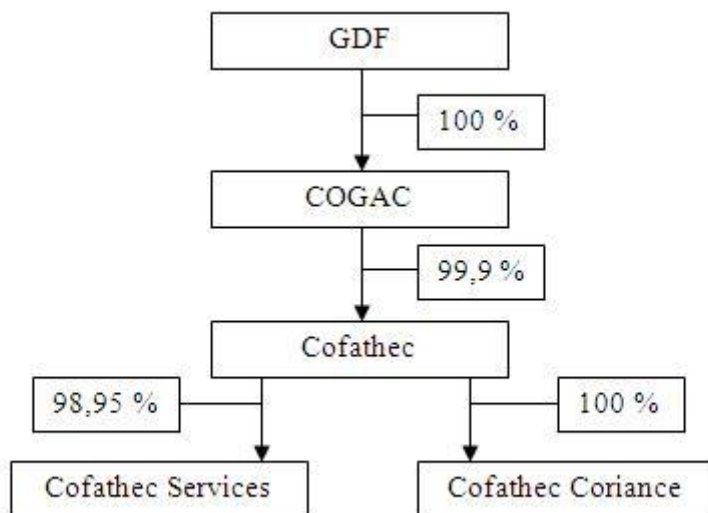 GDF
100 %
COGAC
99,9 %
Cofathec
98,95 %
100 %
Cofathec Services
Cofathec Coriance